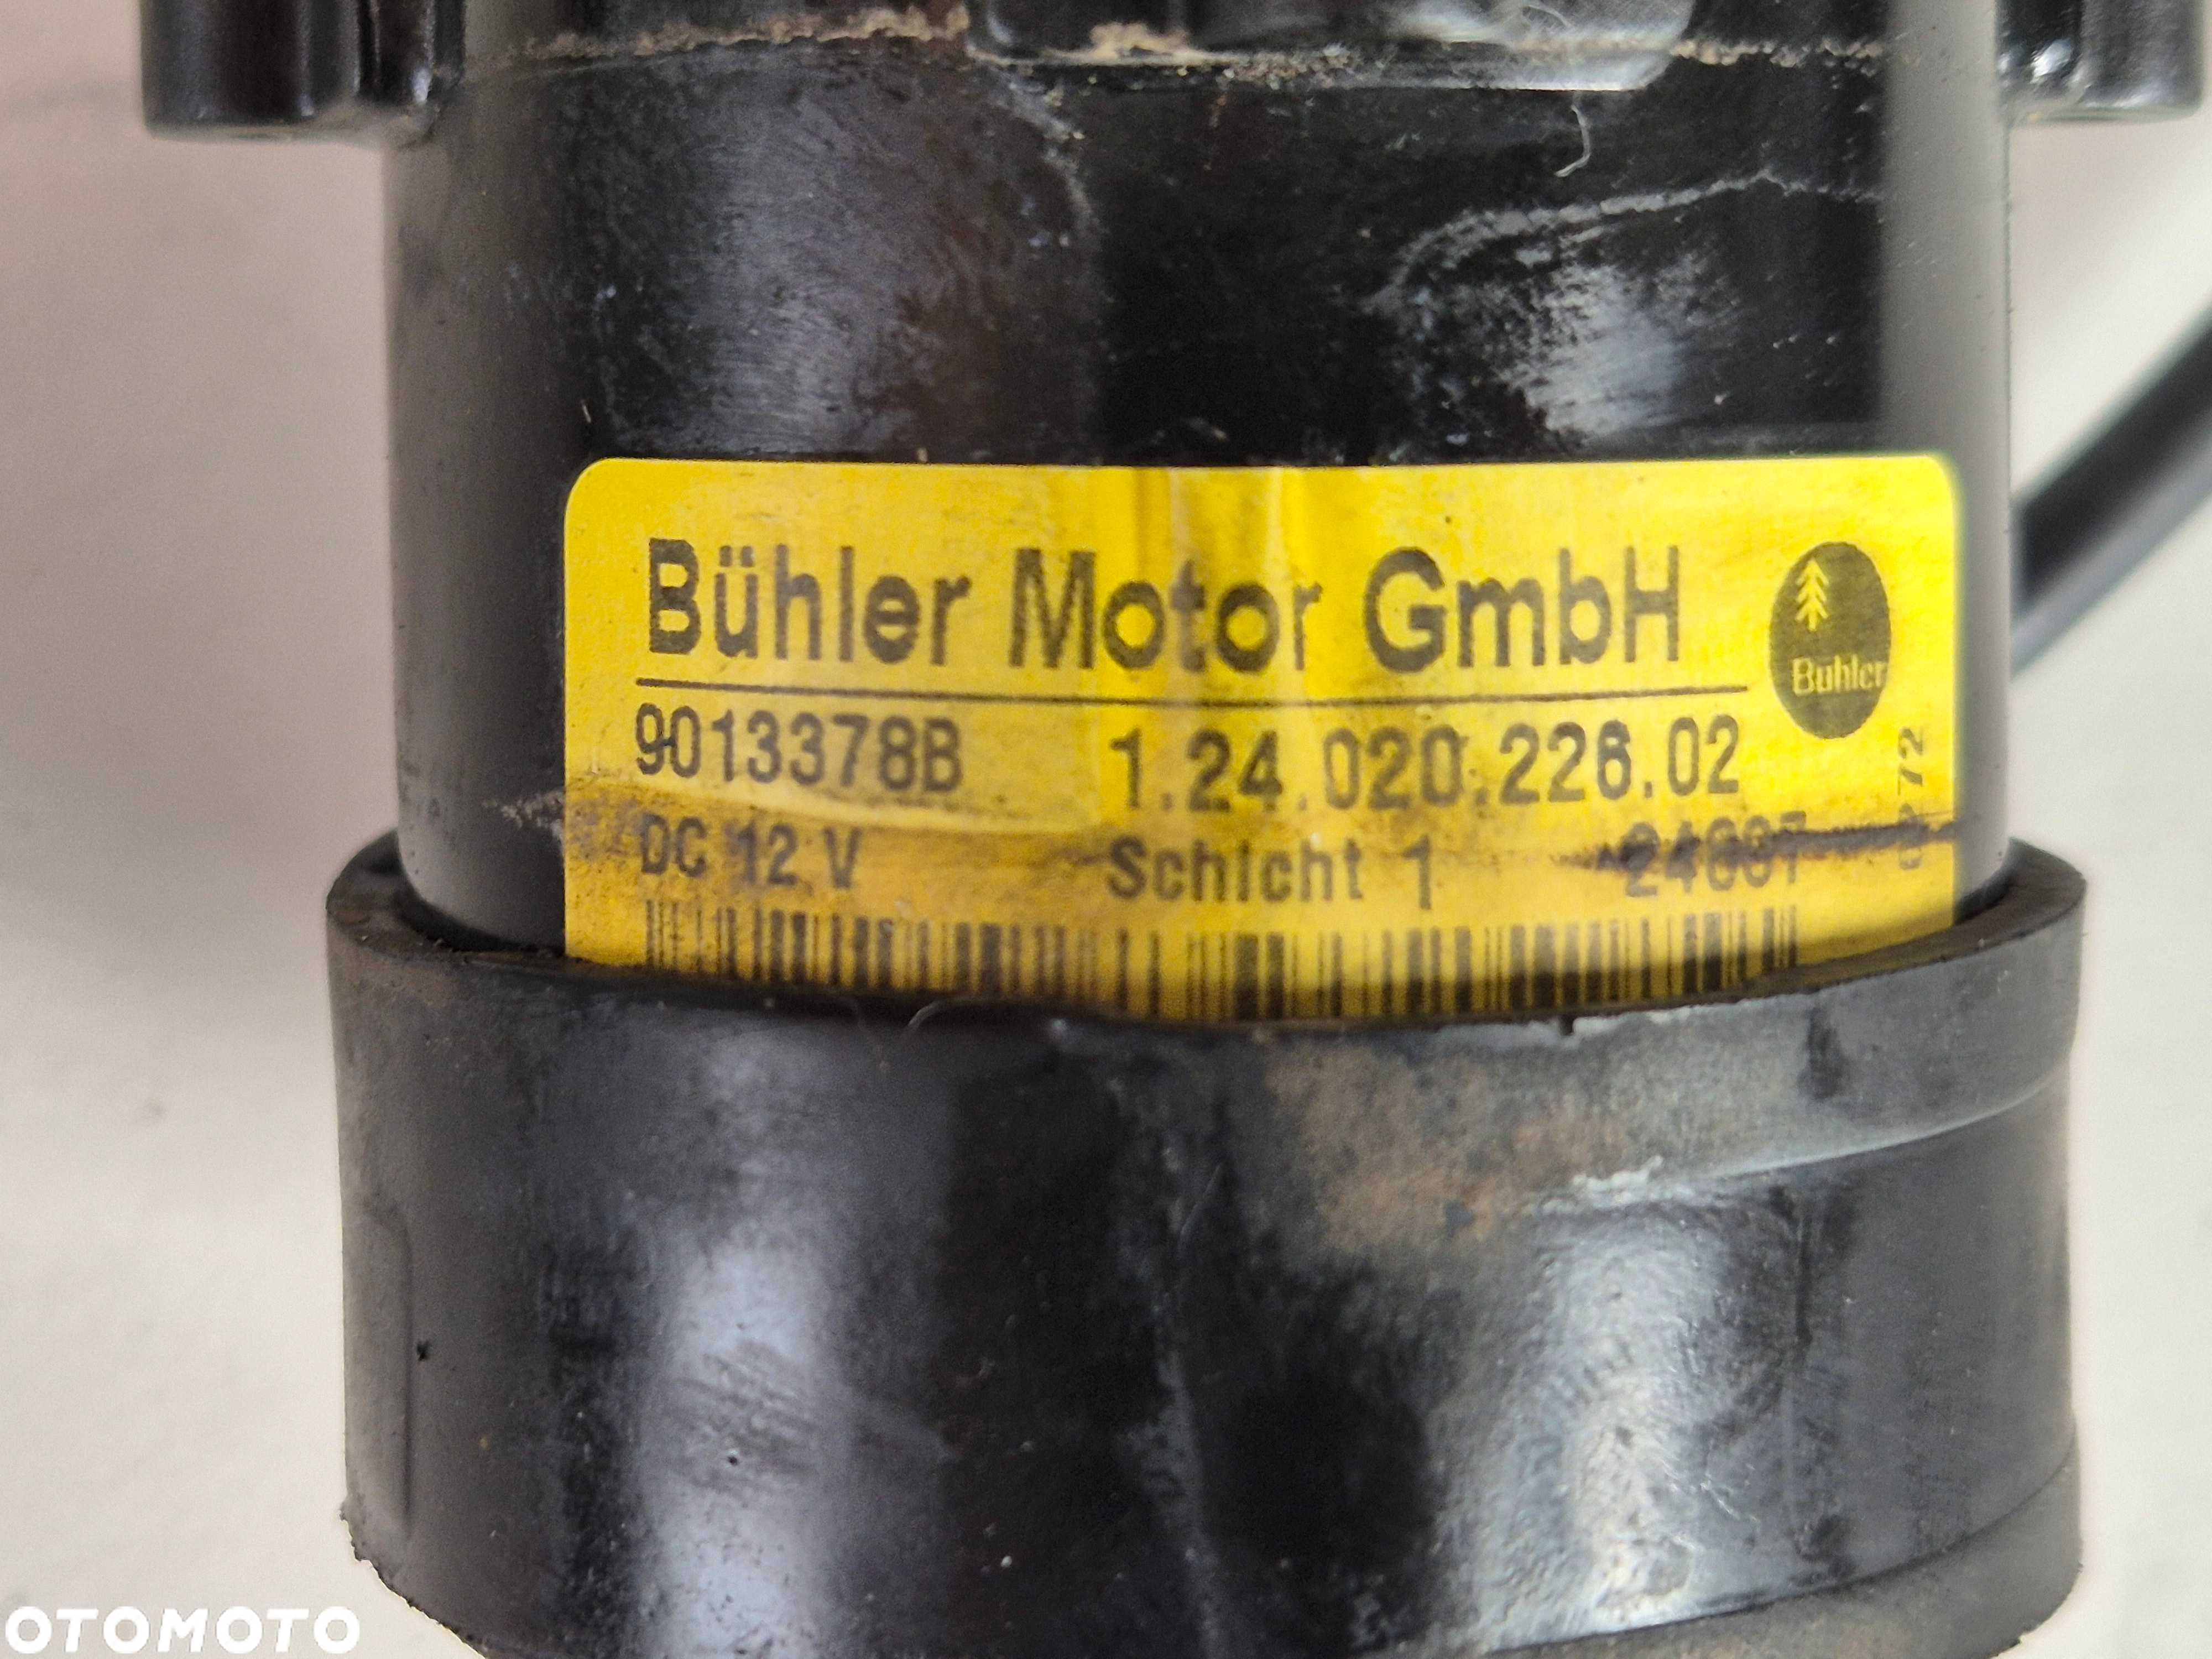 Bühler Motor GmbH
Bühler
9013378B 1.24.020.226.02
DC 12 V Schicht 1
OTOMOTO